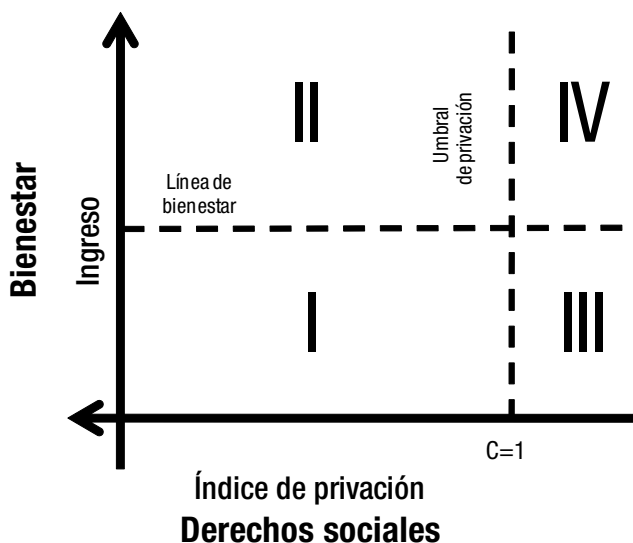 II
IV
Umbral
de privación
Línea de
bienestar
Bienestar
Ingreso
I
III
C=1
Índice de privación
Derechos sociales